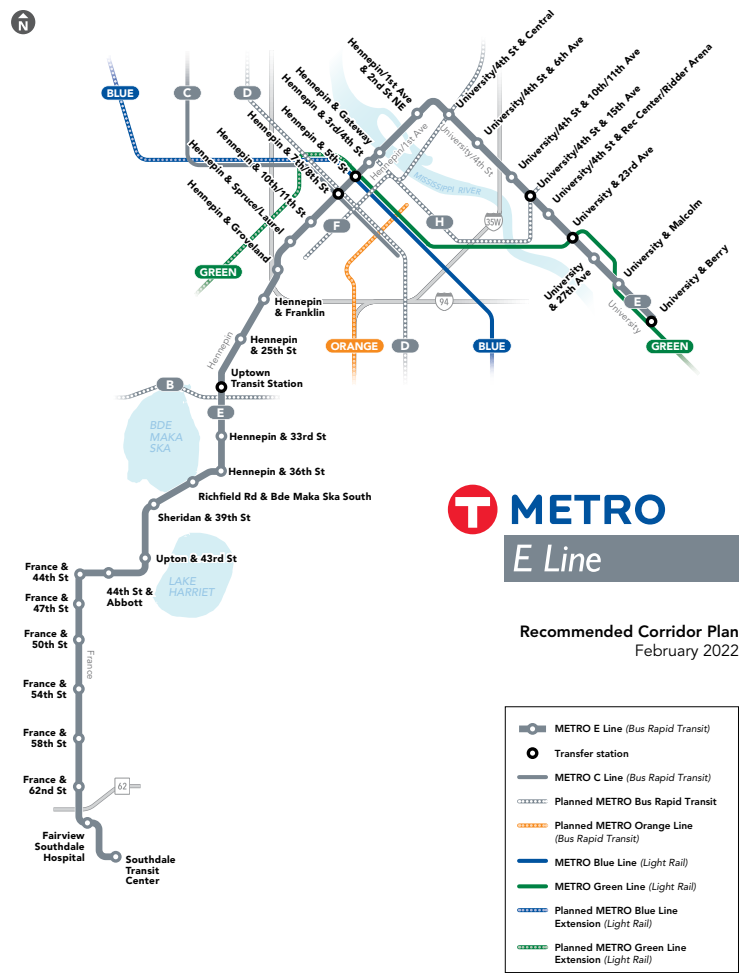 N
BLUE
C
D
Hennepin/1st Ave
& 2nd St NE
University/4th St & Central
University/4th St & 6th Ave
University/4th St & 10th/11th Ave
University/4th St & 15th Ave
University/4th St & Rec Center/Ridder Arena
University & 23rd Ave
University
& 27th Ave
University & Malcolm
University & Berry
Hennepin & Gateway
Hennepin & 3rd/4th St
Hennepin & 5th St
Hennepin & 7th/8th St
Hennepin & 10th/11th St
Hennepin & Spruce/Laurel
Hennepin & Groveland
Hennepin/1st Ave
University/4th St
MISSISSIPPI RIVER
F
H
35W
94
GREEN
ORANGE
D
BLUE
E
University
GREEN
Hennepin
& Franklin
Hennepin
Hennepin
& 25th St
Uptown
Transit Station
B
E
BDE
MAKA
SKA
Hennepin & 33rd St
Hennepin & 36th St
Richfield Rd & Bde Maka Ska South
Sheridan & 39th St
Upton & 43rd St
LAKE
HARRIET
44th St &
Abbott
France &
44th St
France &
47th St
France &
50th St
France
France &
54th St
France &
58th St
France &
62nd St
62
Fairview
Southdale
Hospital
Southdale
Transit
Center
T METRO
E Line
Recommended Corridor Plan
February 2022
METRO E Line (Bus Rapid Transit)
Transfer station
METRO C Line (Bus Rapid Transit)
Planned METRO Bus Rapid Transit
Planned METRO Orange Line
(Bus Rapid Transit)
METRO Blue Line (Light Rail)
METRO Green Line (Light Rail)
Planned METRO Blue Line
Extension (Light Rail)
Planned METRO Green Line
Extension (Light Rail)